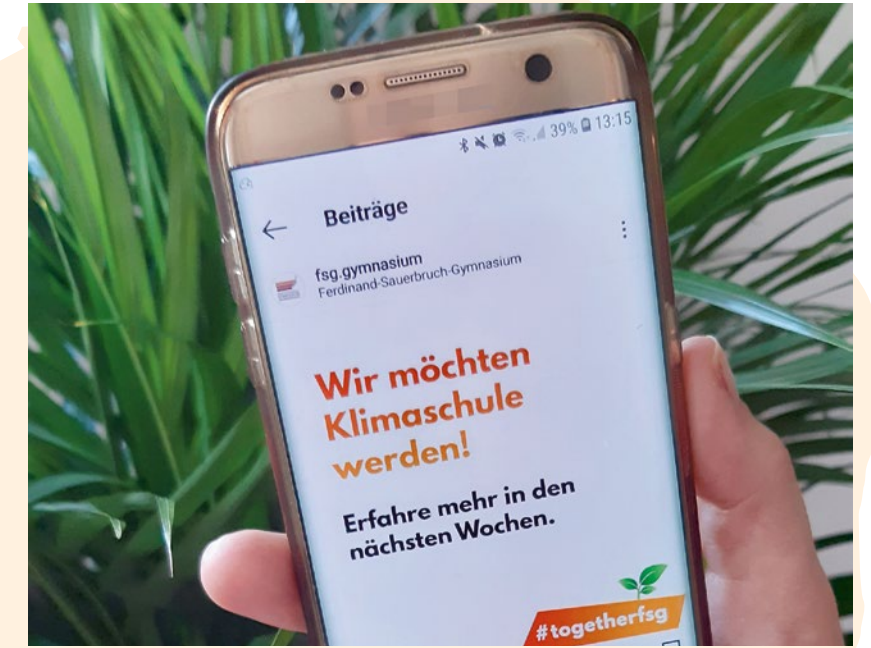 39% 13:15
Beiträge
fsg.gymnasium
Ferdinand-Sauerbruch-Gymnasium
Wir möchten
Klimaschule
werden!
Erfahre mehr in den
nächsten Wochen.
#togetherfsg